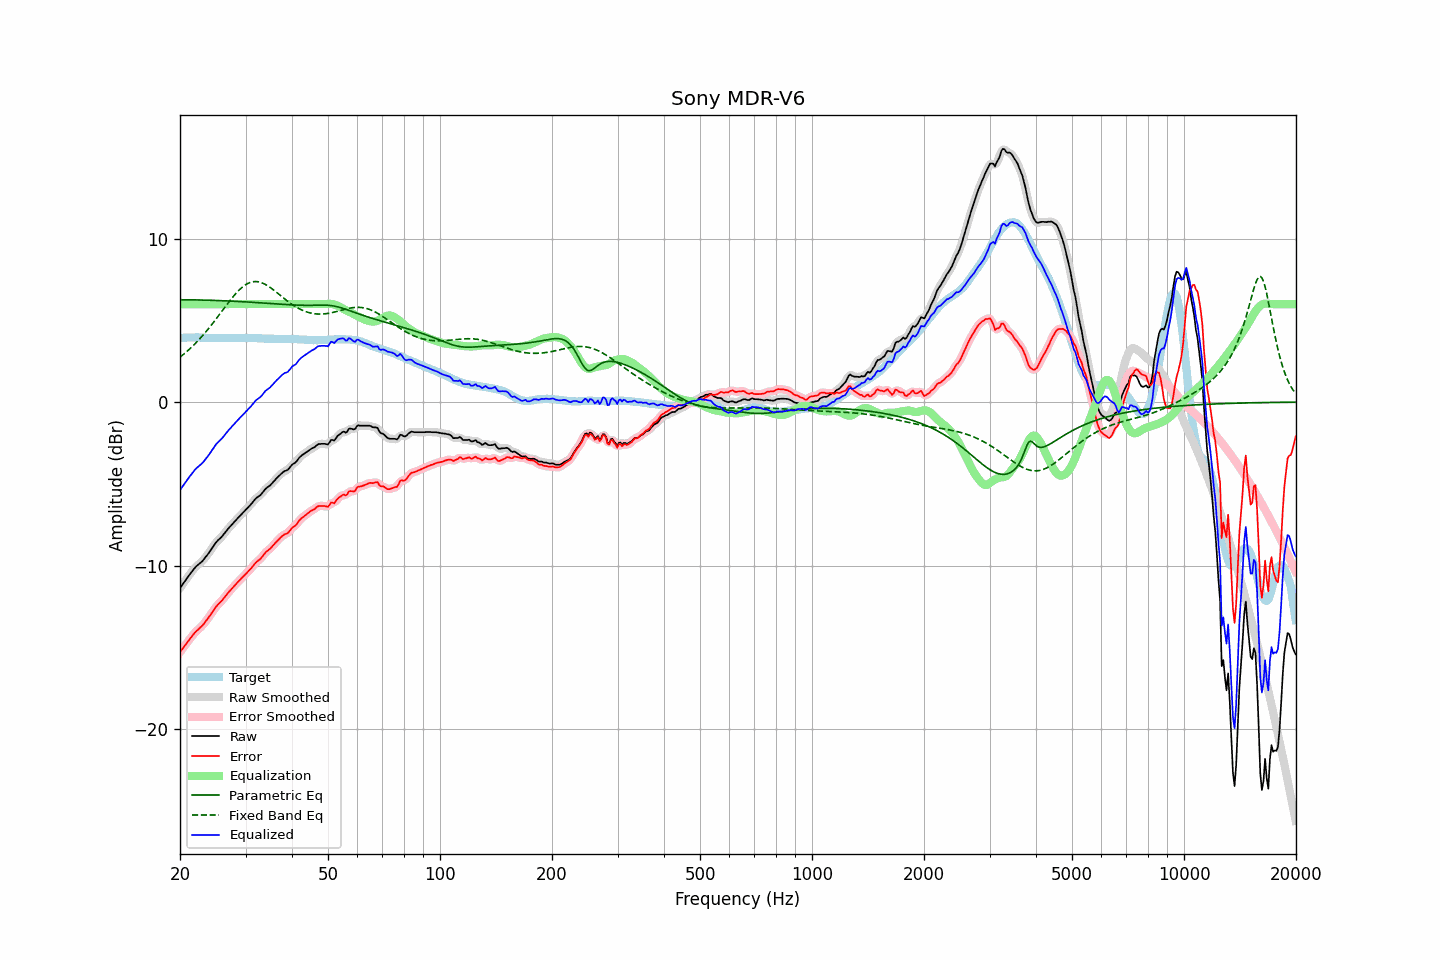 Sony MDR-V6
Amplitude (dBr)
10
0
−10
−20
Target
Raw Smoothed
Error Smoothed
Raw
Error
Equalization
Parametric Eq
Fixed Band Eq
Equalized
20 50 100 200 500 1000 2000 5000 10000 20000
Frequency (Hz)